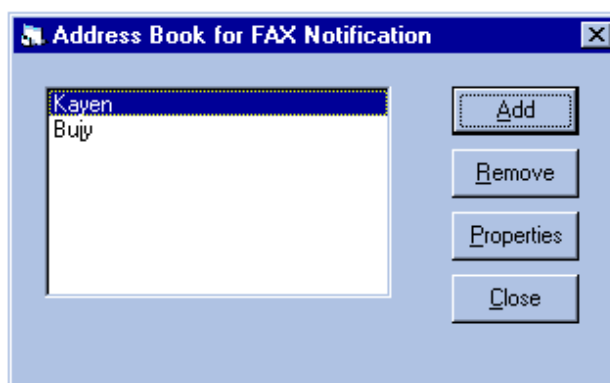 Address Book for FAX Notification
Kayen
Bujy
Add
Remove
Properties
Close